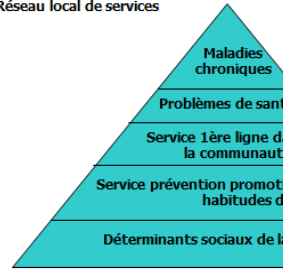 Réseau local de services
Maladies
chroniques
Problèmes de sant
Service 1ère ligne da
la communaut
Service prévention promoti
habitudes d
Déterminants sociaux de la